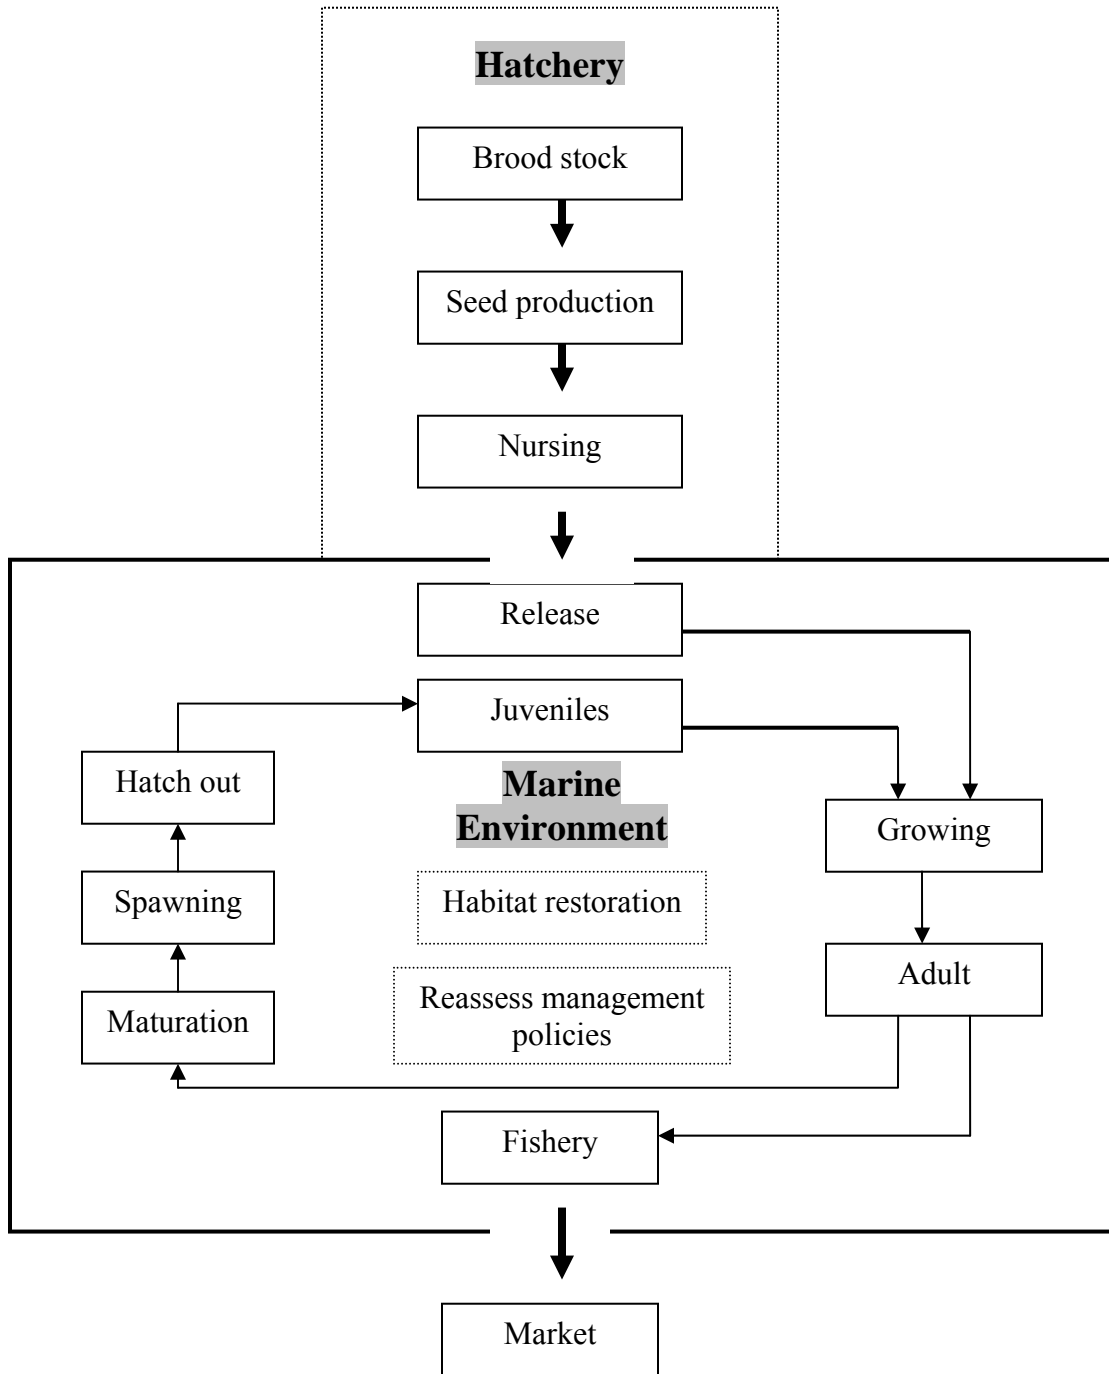 Hatchery
Brood stock
Seed production
Nursing
Release
Juveniles
Hatch out
Marine
Environment
Growing
Spawning
Habitat restoration
Adult
Maturation
Reassess management
policies
Fishery
Market